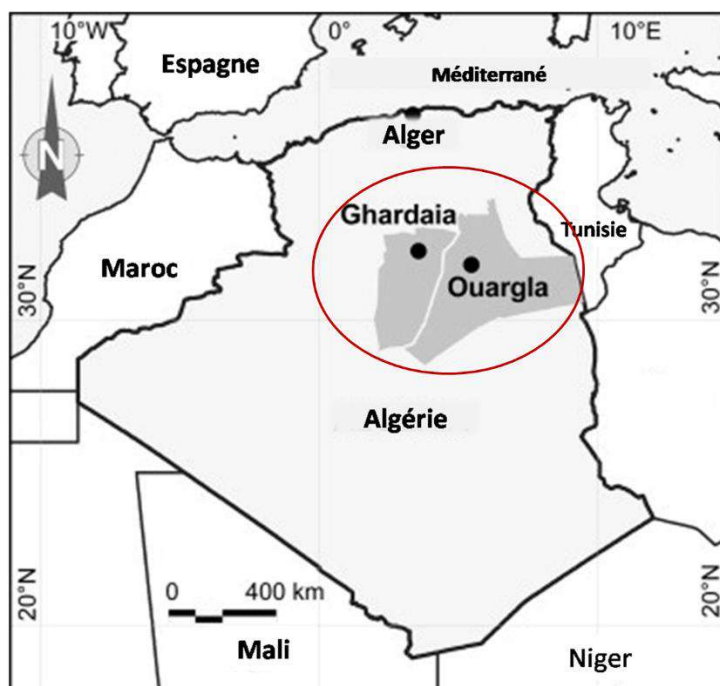 10°W 0° 10°E
Espagne
Méditerrané
N
Alger
Ghardaia
Tunisie
Maroc
Ouargla
30°N 30°N
Algérie
0 400 km
20°N 20°N
Mali
Niger